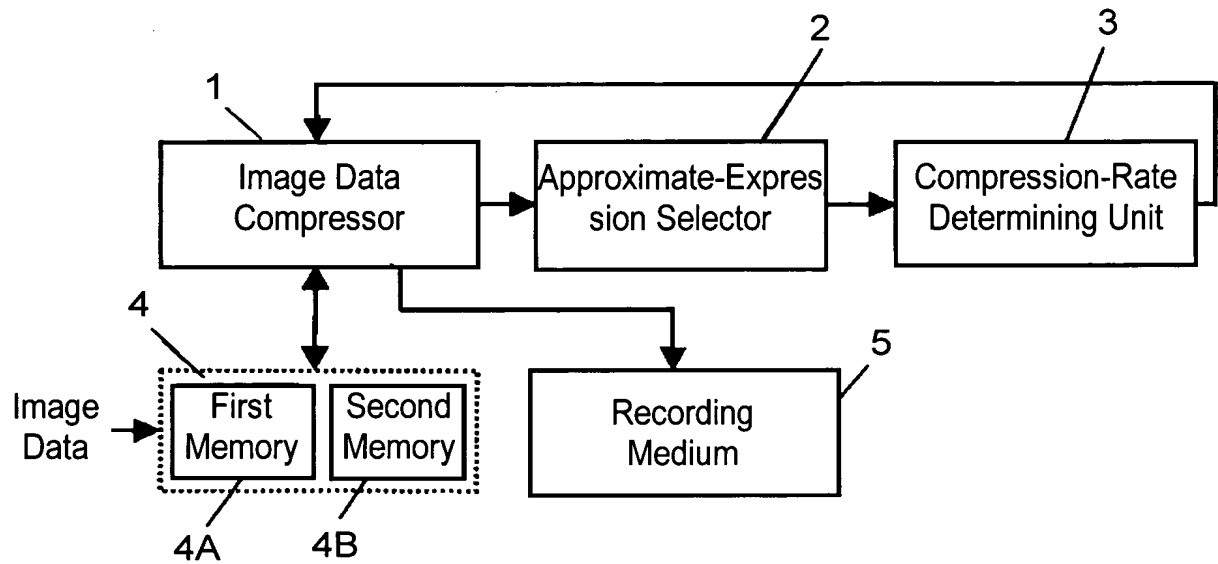 2
3
1
Image Data
Compressor
Approximate-Expres
sion Selector
Compression-Rate
Determining Unit
4
5
Image
Data
First
Memory
Second
Memory
Recording
Medium
4A
4B